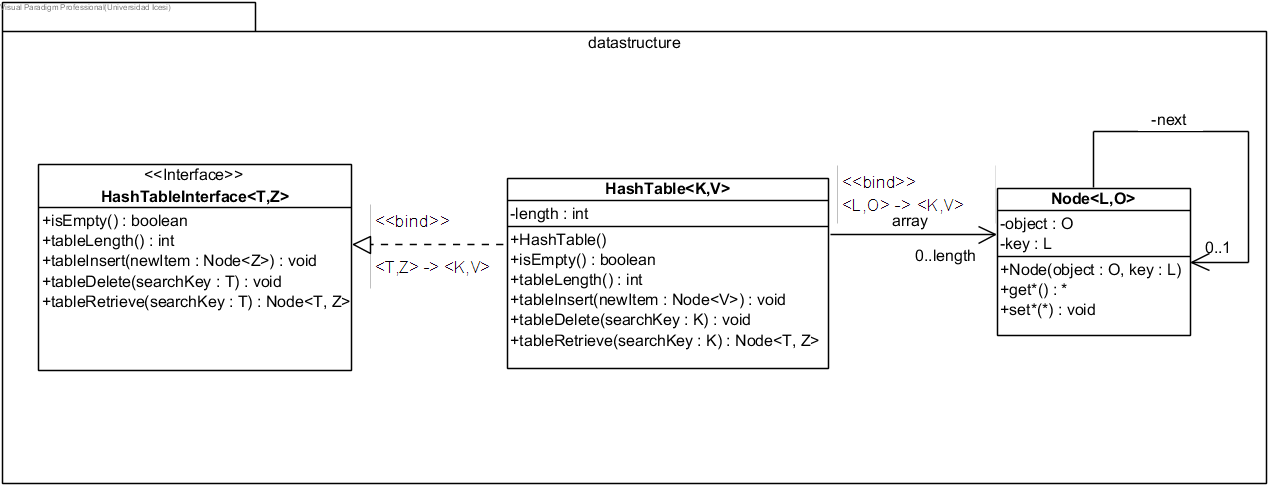 Visual Paradigm Professional(Universidad Icesi)
datastructure
<<Interface>>
HashTableInterface<T,Z>
+isEmpty() : boolean
+tableLength() : int
+tableInsert(newItem : Node<Z>) : void
+tableDelete(searchKey : T) : void
+tableRetrieve(searchKey : T) : Node<T, Z>
<<bind>>
<T,Z> -> <K,V>
HashTable<K,V>
-length : int
+HashTable()
+isEmpty() : boolean
+tableLength() : int
+tableInsert(newItem : Node<V>) : void
+tableDelete(searchKey : K) : void
+tableRetrieve(searchKey : K) : Node<T, Z>
<<bind>>
<L,O> -> <K,V>
array
0..length
-next
0..1
Node<L,O>
-object : O
-key : L
+Node(object : O, key : L)
+get*() : *
+set*(*) : void